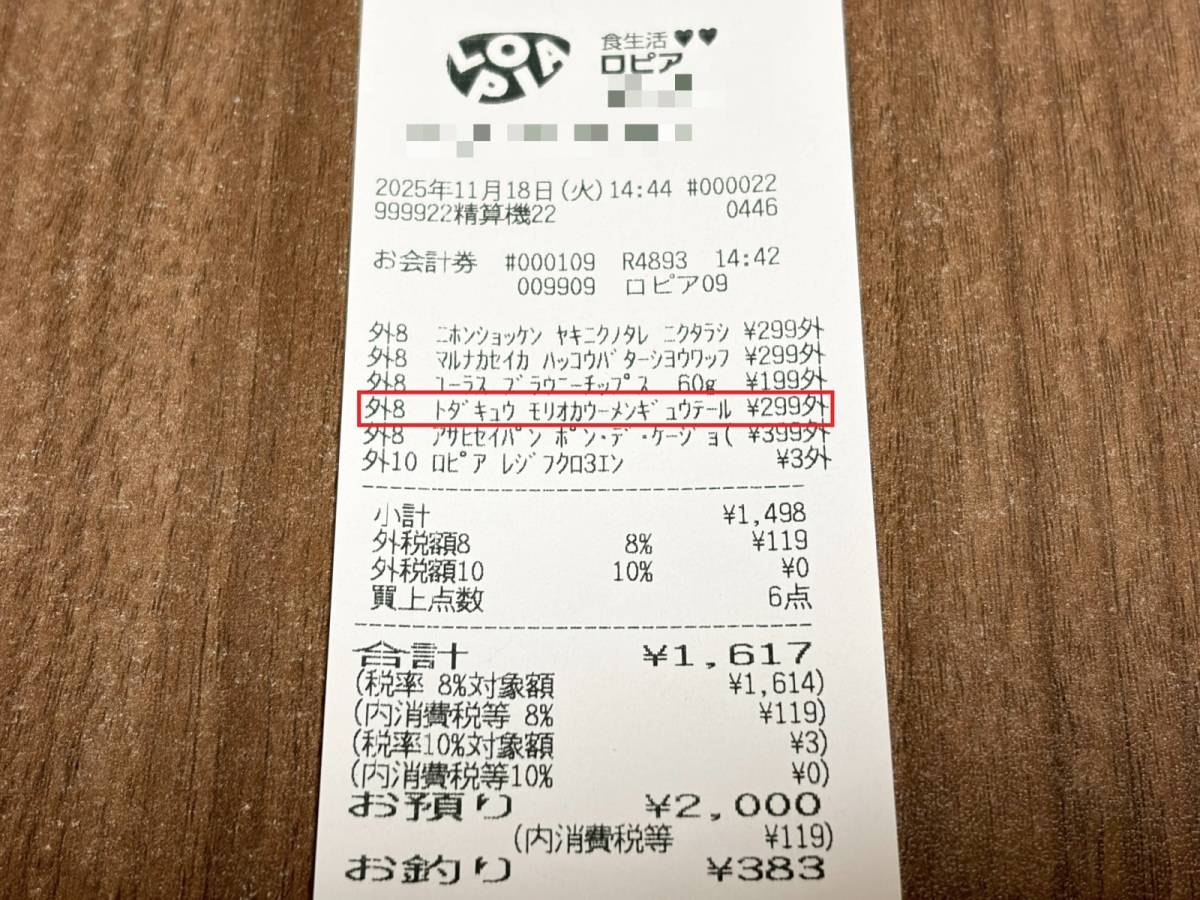 LOPIA
食生活♥♥
ロピア
2025年11月18日(火)14:44 #000022
999922精算機22 0446
お会計券 #000109 R4893 14:42
009909 ロピア09
外8 ニホンショッケン ヤキニクノタレ ニクタラシ ¥299外
外8 マルナカセイカ ハッコウバターショウワッフ ¥299外
外8 コーラス ブラウニーチップス 60g ¥199外
外8 トダキュウ モリオカウーメンギュウテール ¥299外
外8 アサヒセイパン ポン・デ・ケージョ( ¥399外
外10 ロピア レジフクロ3エン ¥3外
小計 ¥1,498
外税額8 8% ¥119
外税額10 10% ¥0
買上点数 6点
合計 ¥1,617
(税率 8%対象額 ¥1,614)
(内消費税等 8% ¥119)
(税率10%対象額 ¥3)
(内消費税等10% ¥0)
お預り ¥2,000
(内消費税等 ¥119)
お釣り ¥383